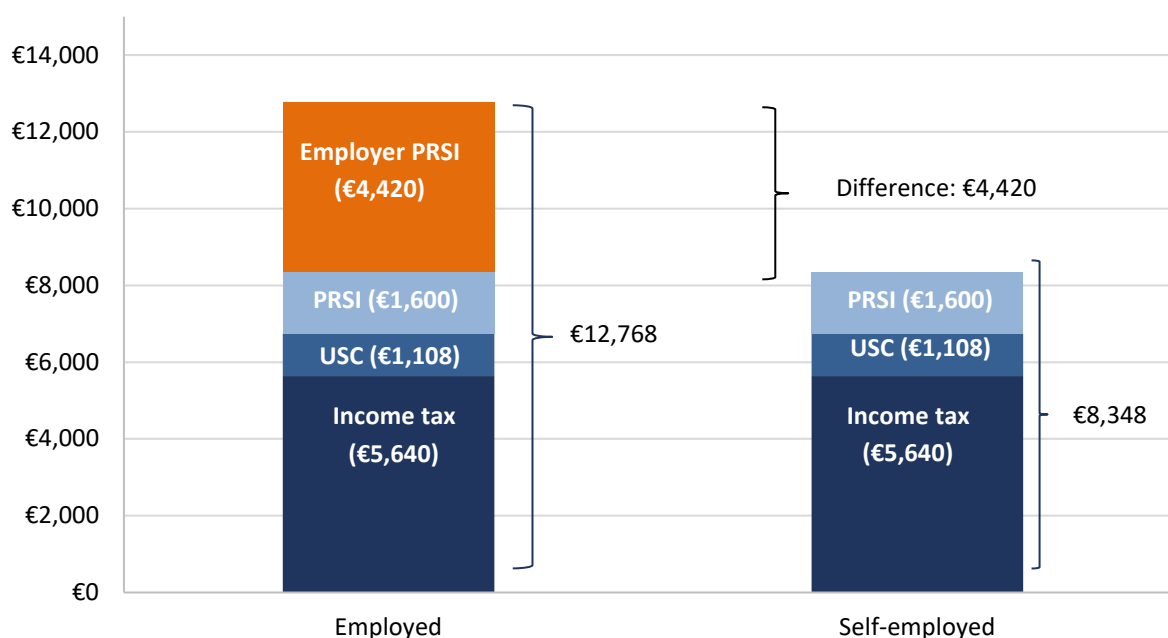 €14,000
€12,000
€10,000
€8,000
€6,000
€4,000
€2,000
€0
Employer PRSI
(€4,420)
PRSI (€1,600)
USC (€1,108)
Income tax
(€5,640)
€12,768
Difference: €4,420
PRSI (€1,600)
USC (€1,108)
Income tax
(€5,640)
€8,348
Employed
Self-employed